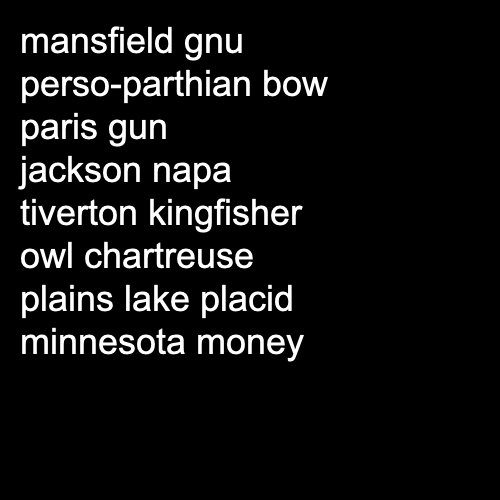 mansfield gnu
perso-parthian bow
paris gun
jackson napa
tiverton kingfisher
owl chartreuse
plains lake placid
minnesota money